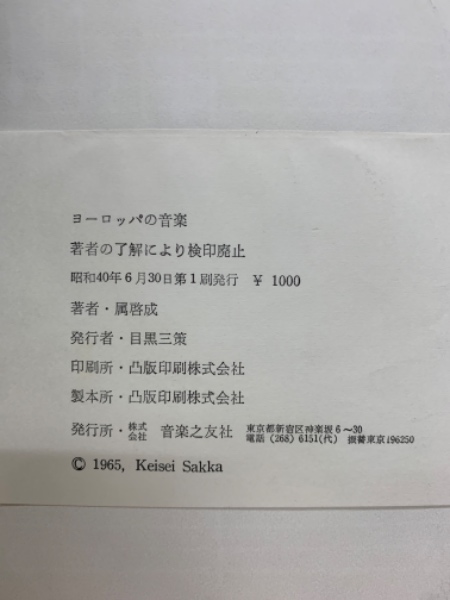 ヨーロッパの音楽
著者の了解により検印廃止
昭和40年6月30日第1刷発行 ¥ 1000
著者・属啓成
発行者・目黒三策
印刷所・凸版印刷株式会社
製本所・凸版印刷株式会社
発行所・株式会社 音楽之友社 東京都新宿区神楽坂6〜30
電話(268)6151(代) 振替東京196250
© 1965, Keisei Sakka